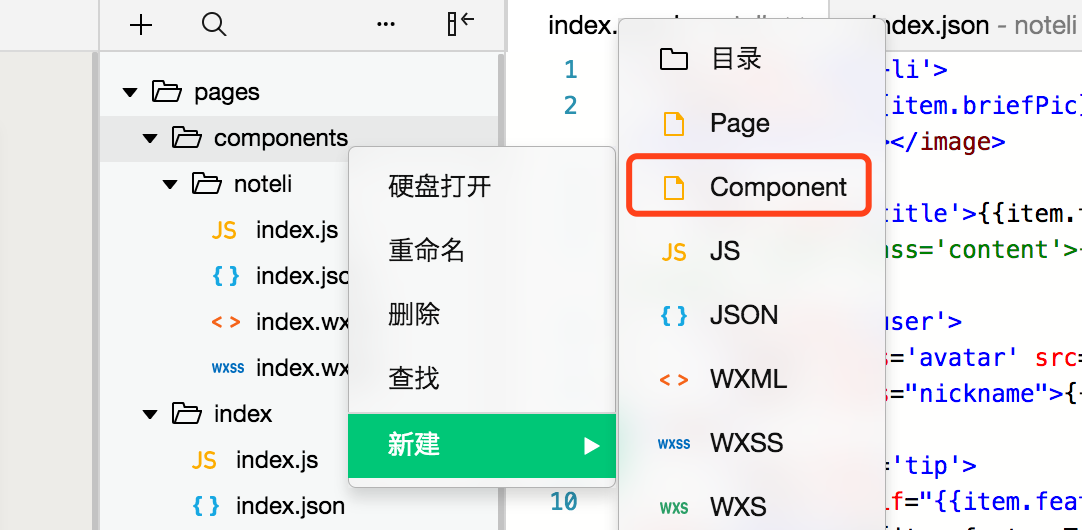 index.
ndex.json - noteli
pages
components
noteli
JS index.js
{ } index.jso
< > index.wx
WXSS index.wx
index
JS index.js
{ } index.json
硬盘打开
重命名
删除
查找
新建
目录
Page
Component
JS JS
{ } JSON
< > WXML
WXSS WXSS
WXS WXS
1
2
10
-li'>
item.briefPic
></image>
title'>{{item.
ss='content'>
user'>
s='avatar' src=
s="nickname">{
='tip'>
lf="{{item.fea